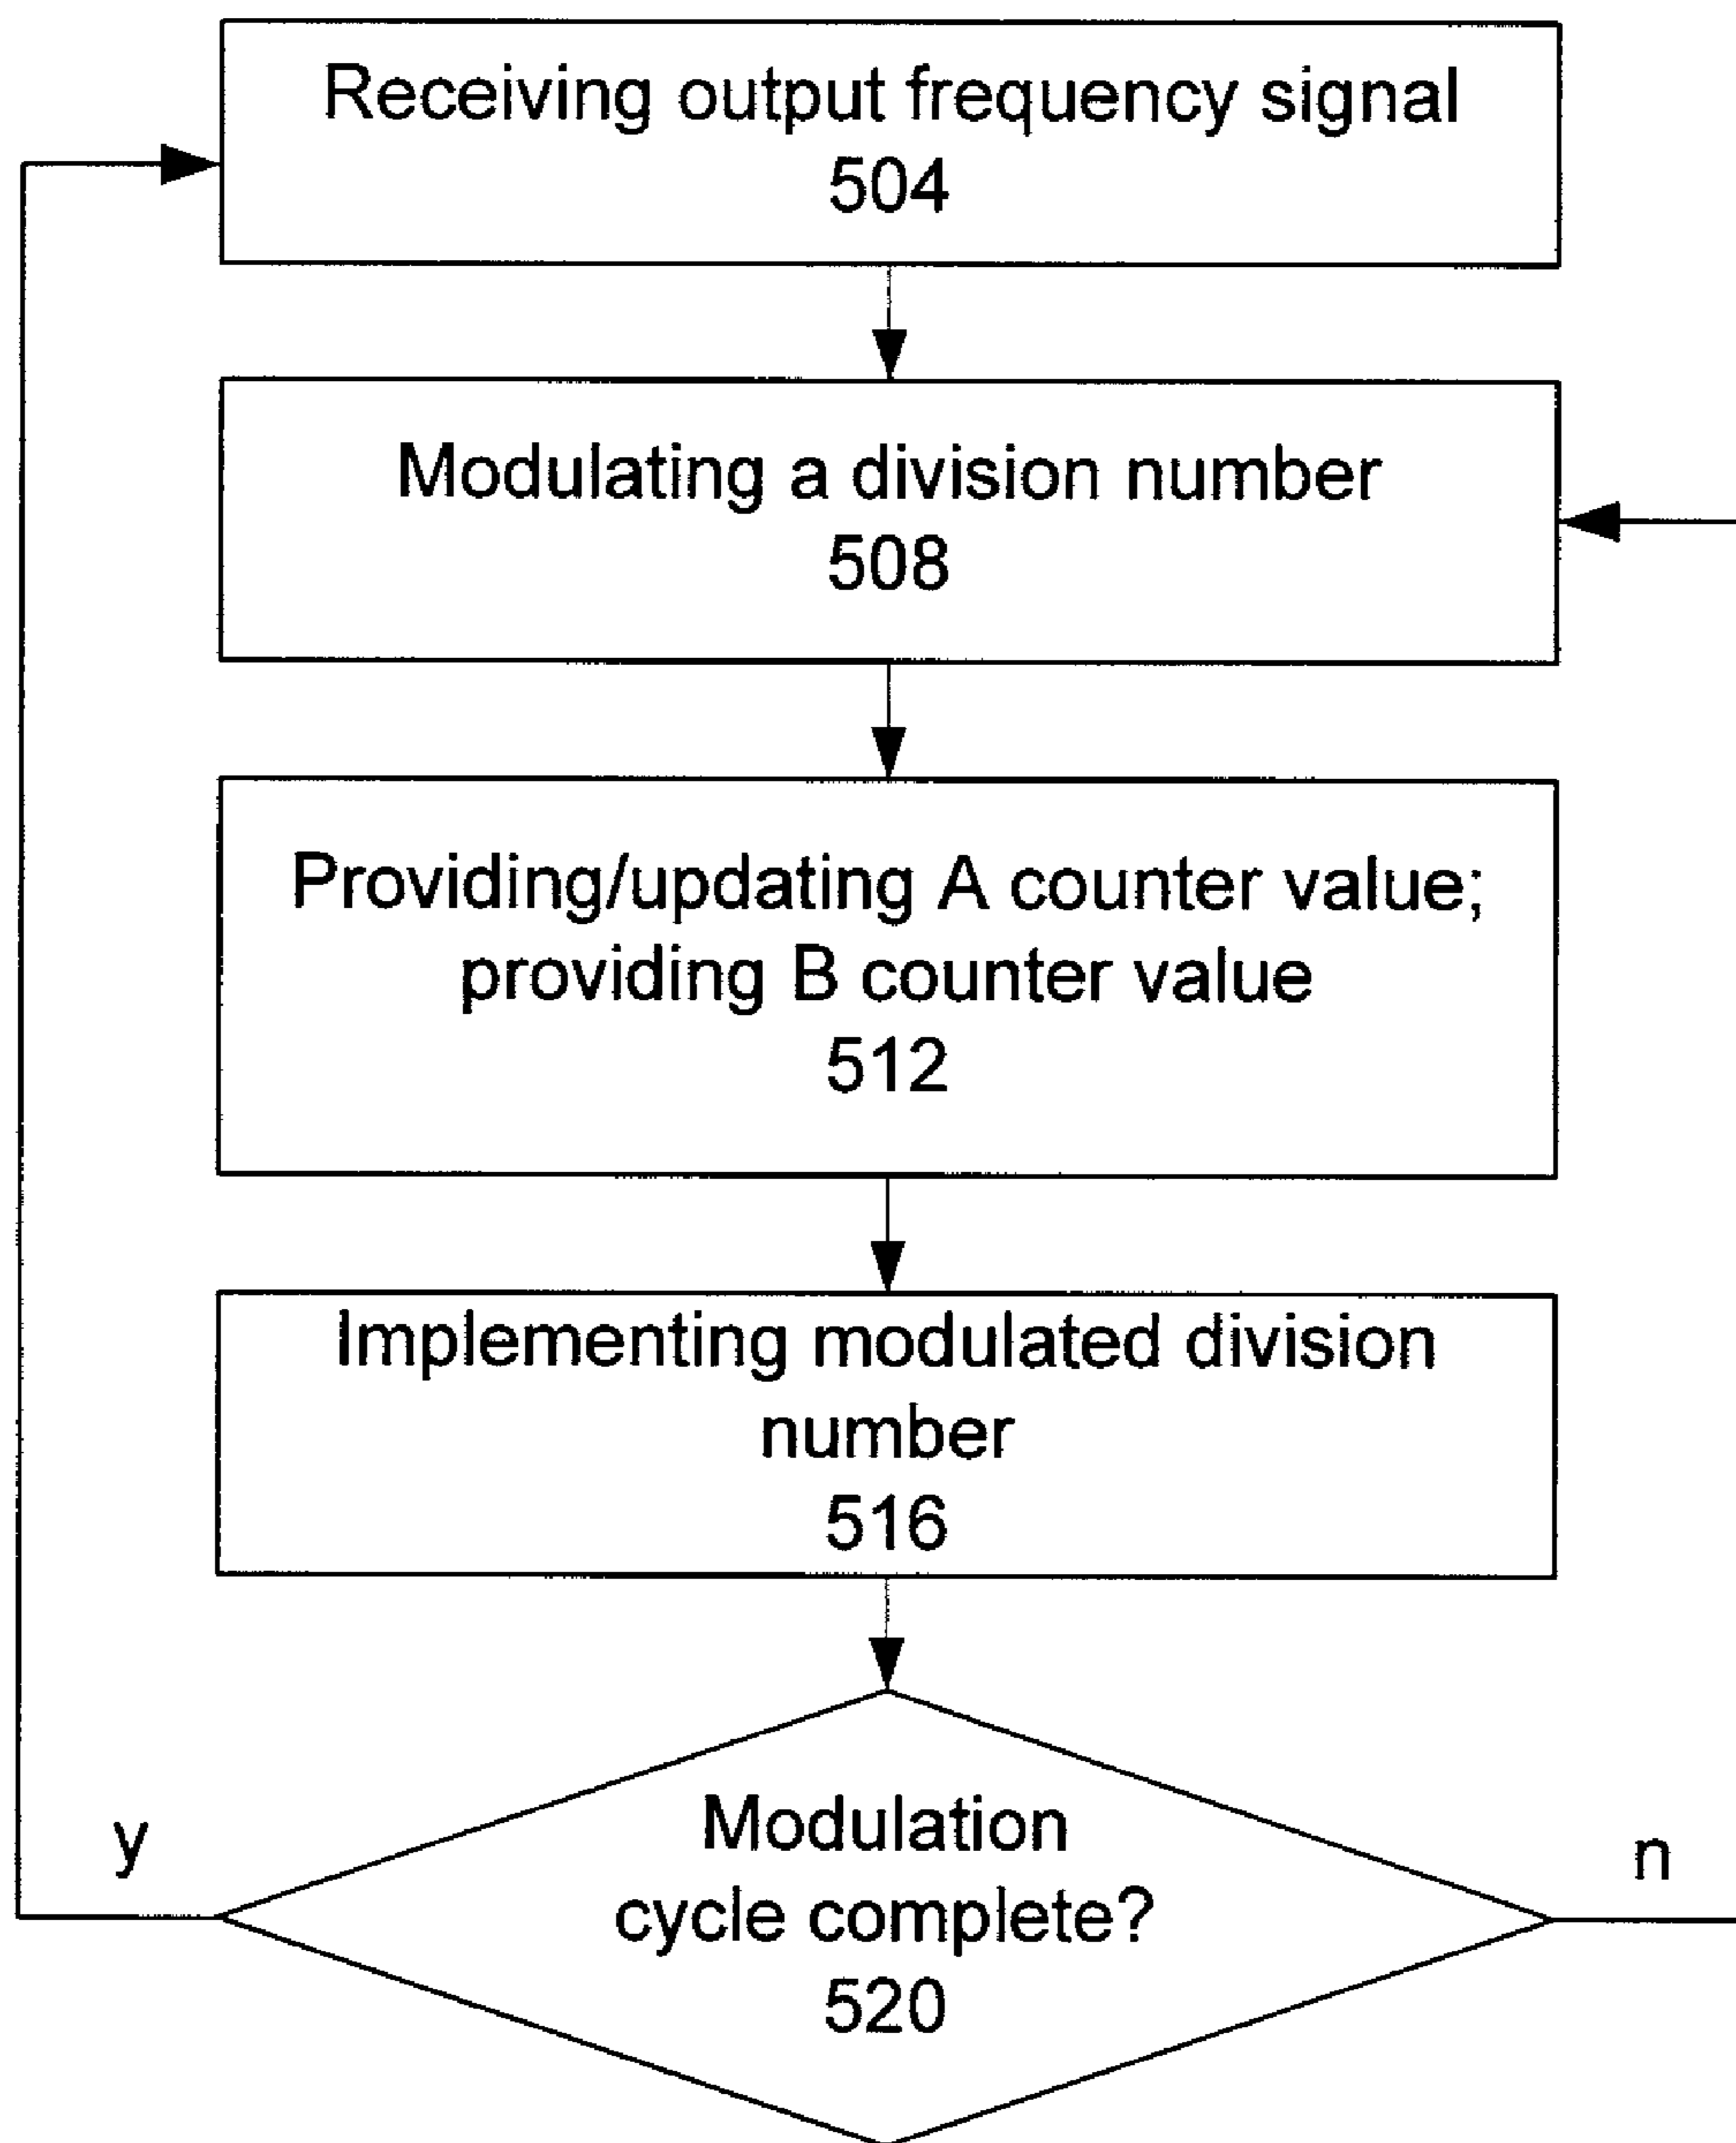 Receiving output frequency signal
504
Modulating a division number
508
Providing/updating A counter value;
providing B counter value
512
Implementing modulated division
number
516
Modulation
cycle complete?
520
y
n